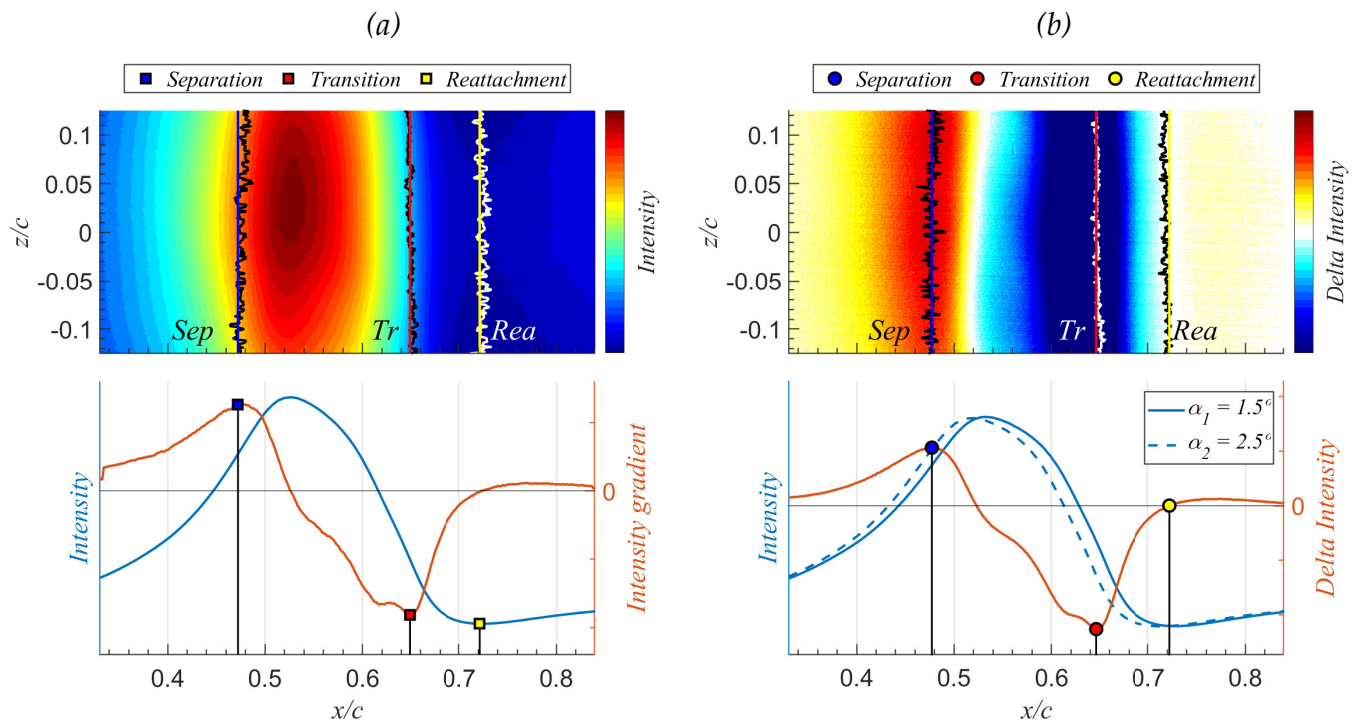 (a)
Separation Transition Reattachment
0.1
0.05
0
-0.05
-0.1
z/c
Sep Tr Rea
Intensity
Intensity
0
Intensity gradient
0.4 0.5 0.6 0.7 0.8
x/c
(b)
Separation Transition Reattachment
0.1
0.05
0
-0.05
-0.1
z/c
Sep Tr Rea
Delta Intensity
Intensity
α₁ = 1.5°
α₂ = 2.5°
0
Delta Intensity
0.4 0.5 0.6 0.7 0.8
x/c